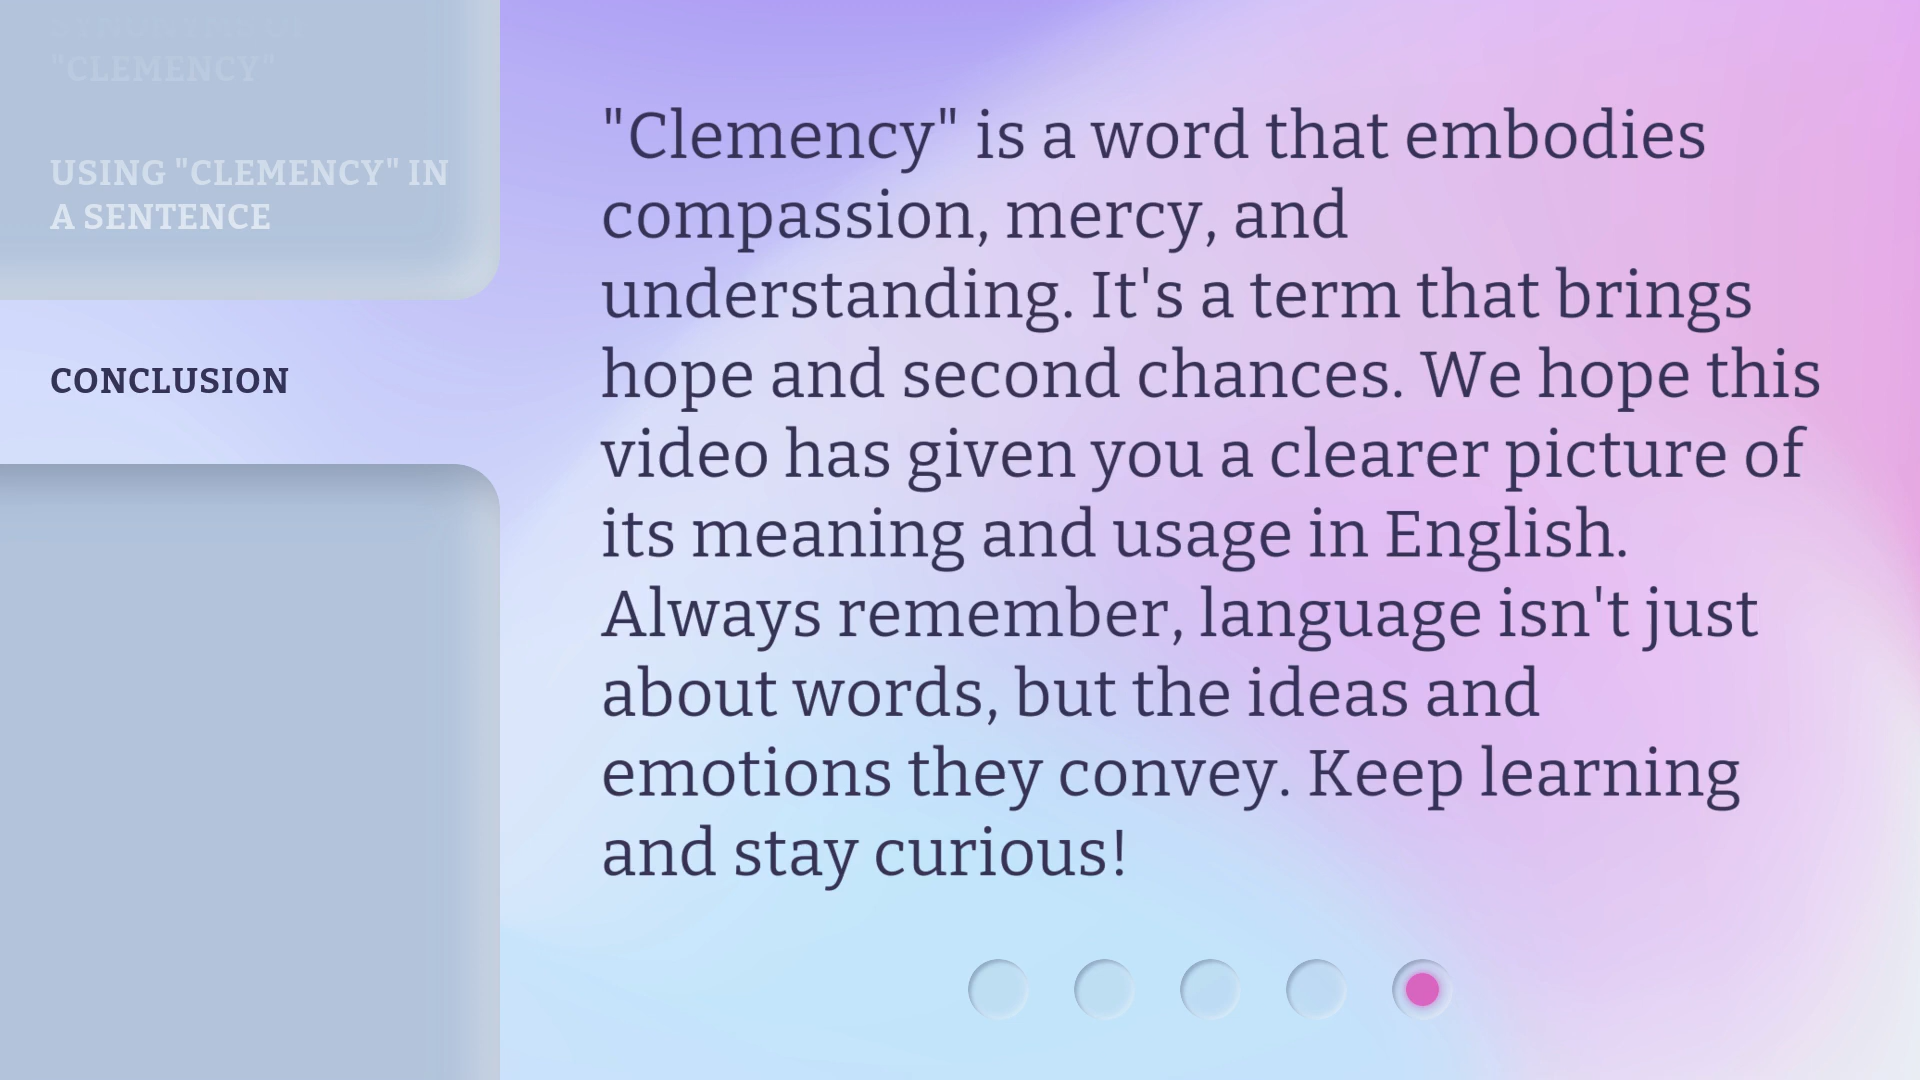 SYNONYMS OF
"CLEMENCY"
USING "CLEMENCY" IN
A SENTENCE
CONCLUSION
"Clemency" is a word that embodies
compassion, mercy, and
understanding. It's a term that brings
hope and second chances. We hope this
video has given you a clearer picture of
its meaning and usage in English.
Always remember, language isn't just
about words, but the ideas and
emotions they convey. Keep learning
and stay curious!